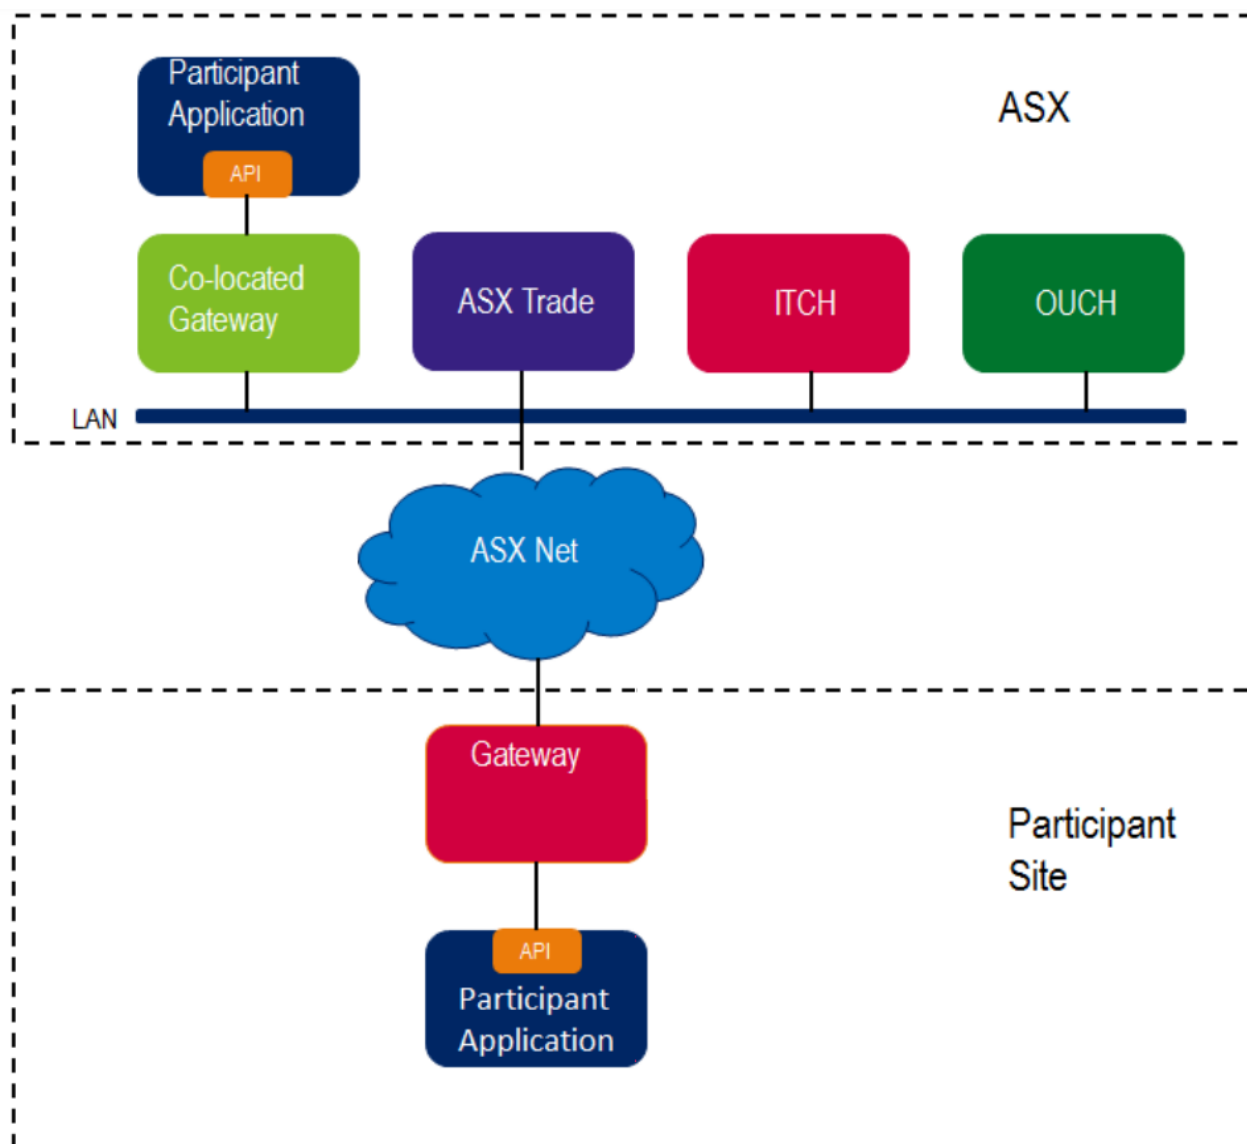 Participant
Application
API
ASX
Co-located
Gateway
ASX Trade
ITCH
OUCH
LAN
ASX Net
Gateway
Participant
Site
API
Participant
Application